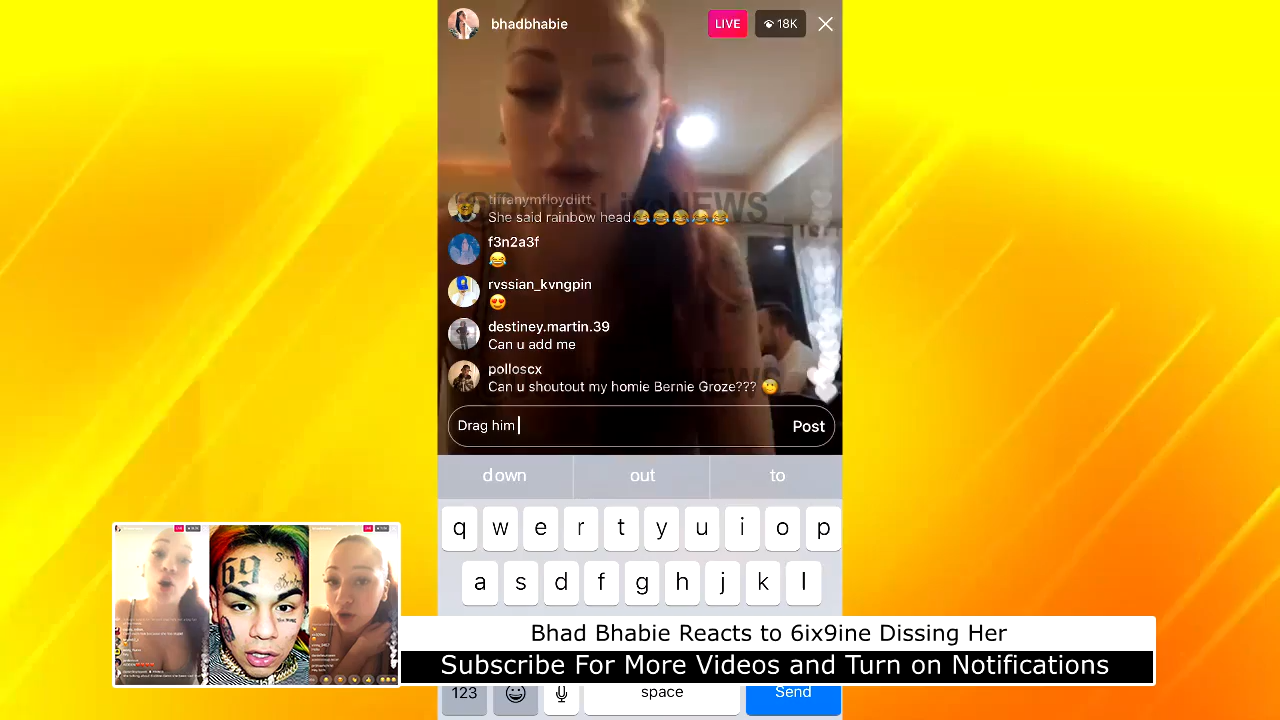 bhadbhabie
LIVE
18K
tiffanymfloydiitt
She said rainbow head😂😂😂😂😂
f3n2a3f
😂
rvssian_kvngpin
😍
destiney.martin.39
Can u add me
polloscx
Can u shoutout my homie Bernie Groze??? 😇
Drag him
Post
down out to
q w e r t y u i o p
a s d f g h j k l
69
Bhad Bhabie Reacts to 6ix9ine Dissing Her
Subscribe For More Videos and Turn on Notifications
123
space
Send